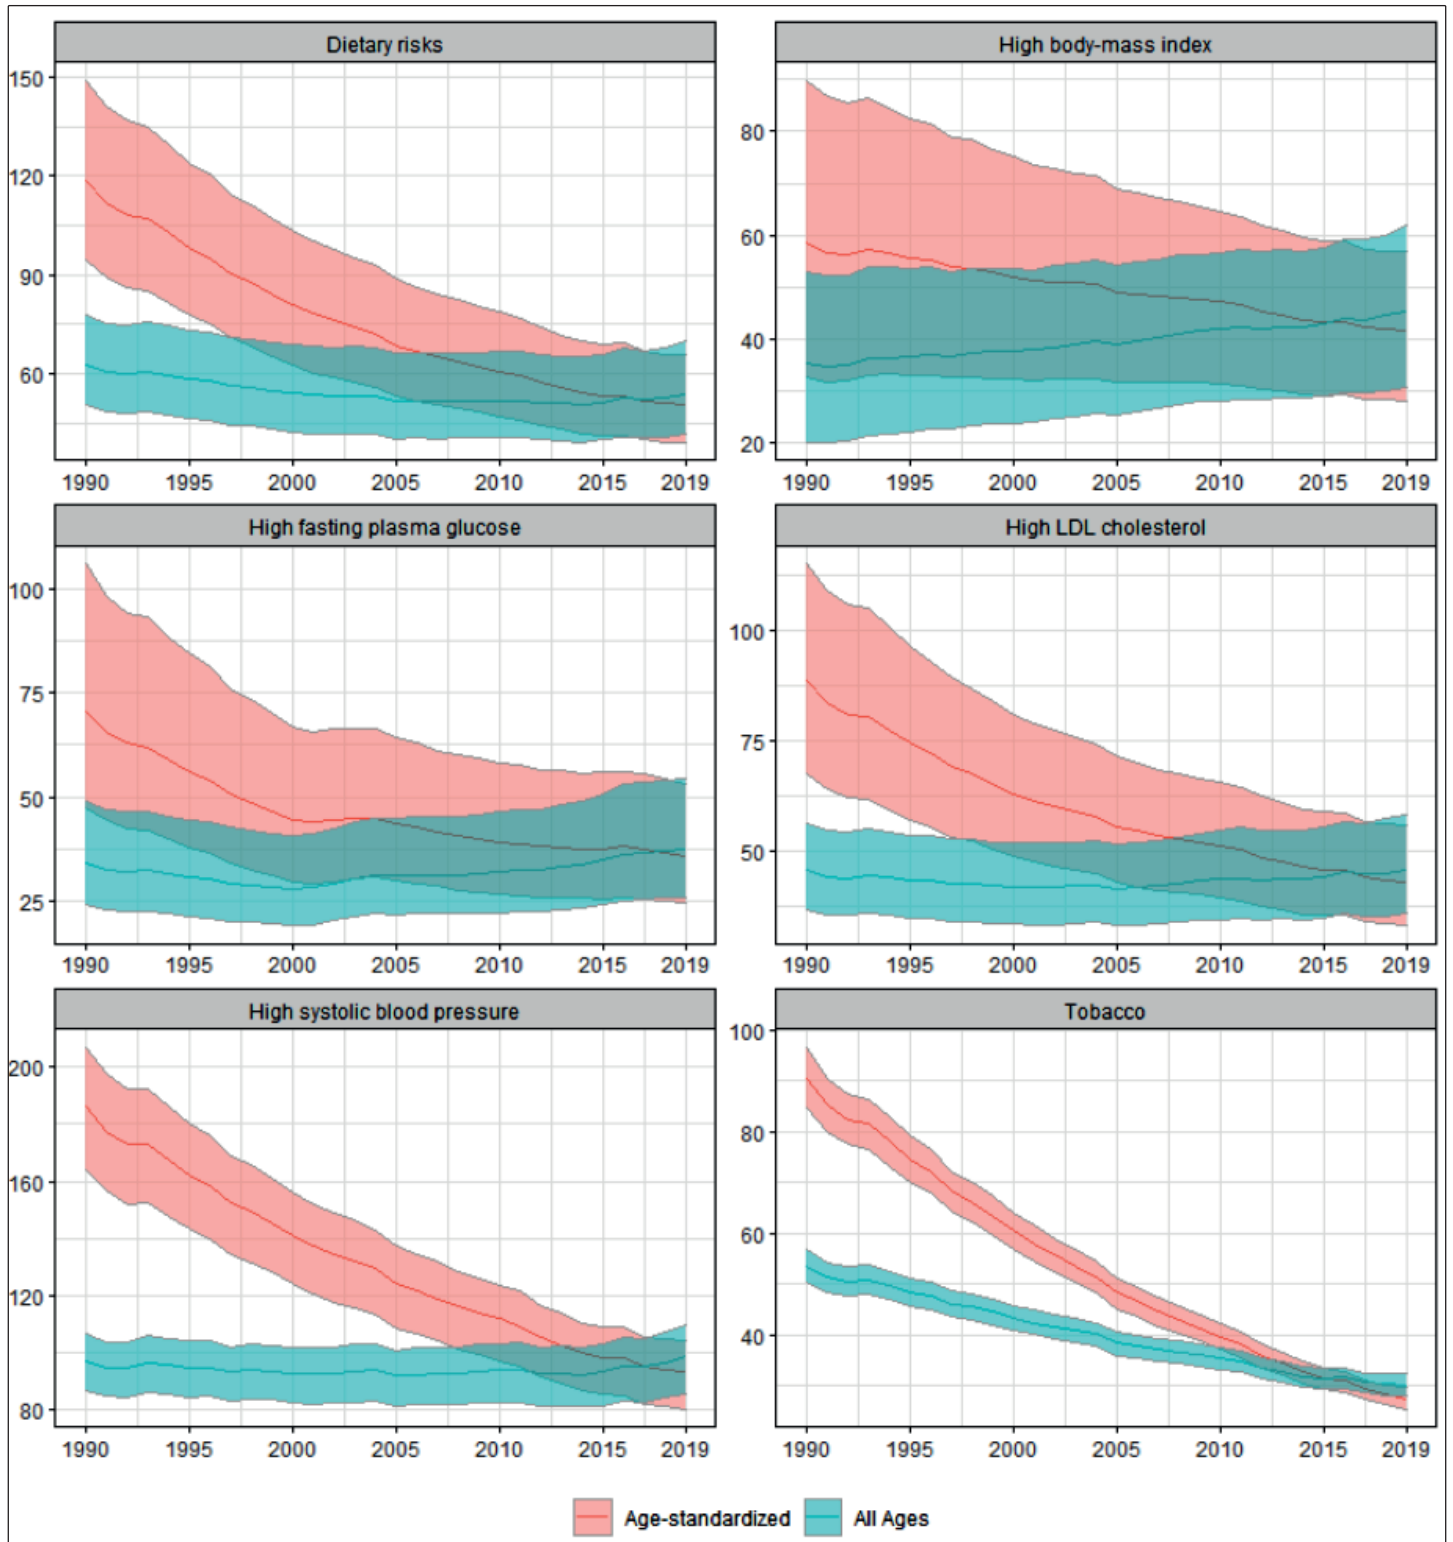 Dietary risks
High body-mass index
150
120
90
60
80
60
40
20
1990 1995 2000 2005 2010 2015 2019
1990 1995 2000 2005 2010 2015 2019
High fasting plasma glucose
High LDL cholesterol
100
75
50
25
100
75
50
1990 1995 2000 2005 2010 2015 2019
1990 1995 2000 2005 2010 2015 2019
High systolic blood pressure
Tobacco
200
160
120
80
100
80
60
40
1990 1995 2000 2005 2010 2015 2019
1990 1995 2000 2005 2010 2015 2019
Age-standardized All Ages